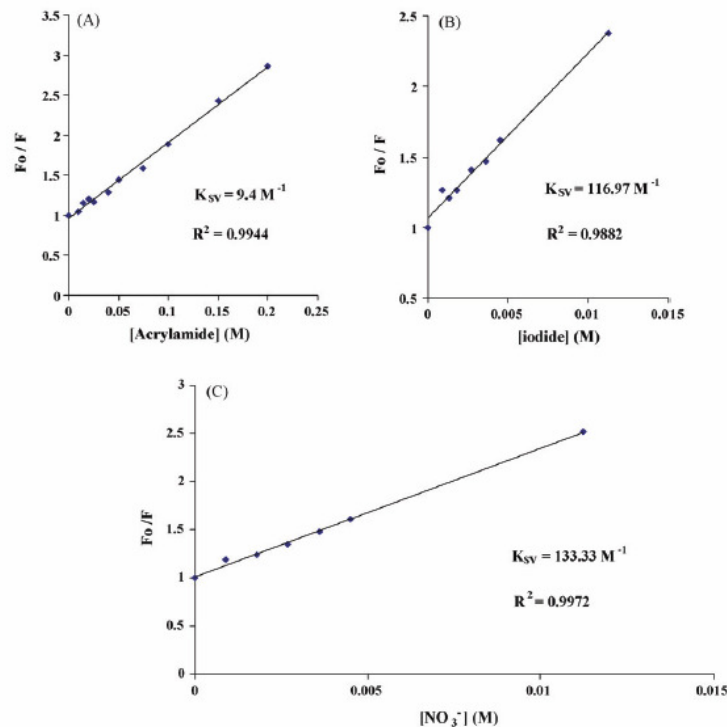 (A)
Fo / F
3.5
3
2.5
2
1.5
1
0.5
0
K_SV = 9.4 M⁻¹
R² = 0.9944
0 0.05 0.1 0.15 0.2 0.25
[Acrylamide] (M)
(B)
Fo / F
2.5
2
1.5
1
0.5
K_SV = 116.97 M⁻¹
R² = 0.9882
0 0.005 0.01 0.015
[iodide] (M)
(C)
Fo /F
3
2.5
2
1.5
1
0.5
0
K_SV = 133.33 M⁻¹
R² = 0.9972
0 0.005 0.01 0.015
[NO₃⁻] (M)